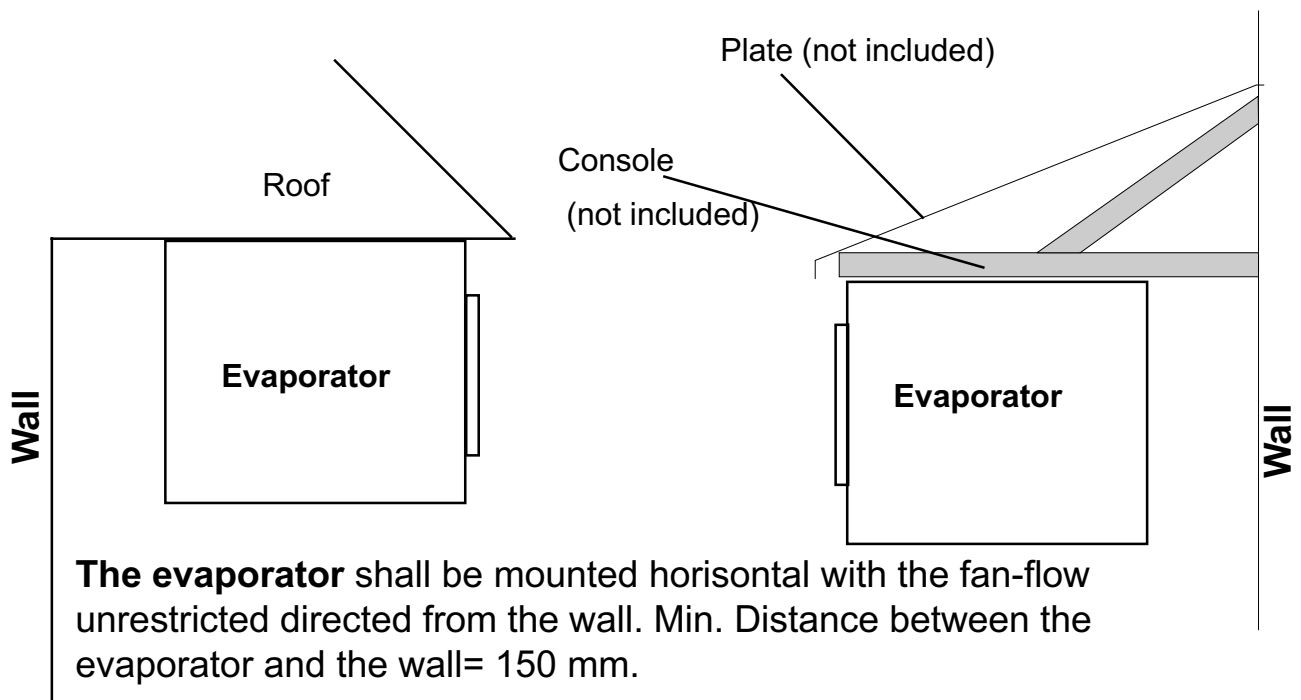 Plate (not included)
Console
(not included)
Roof
Evaporator
Evaporator
Wall
Wall
The evaporator shall be mounted horisontal with the fan-flow
unrestricted directed from the wall. Min. Distance between the
evaporator and the wall= 150 mm.